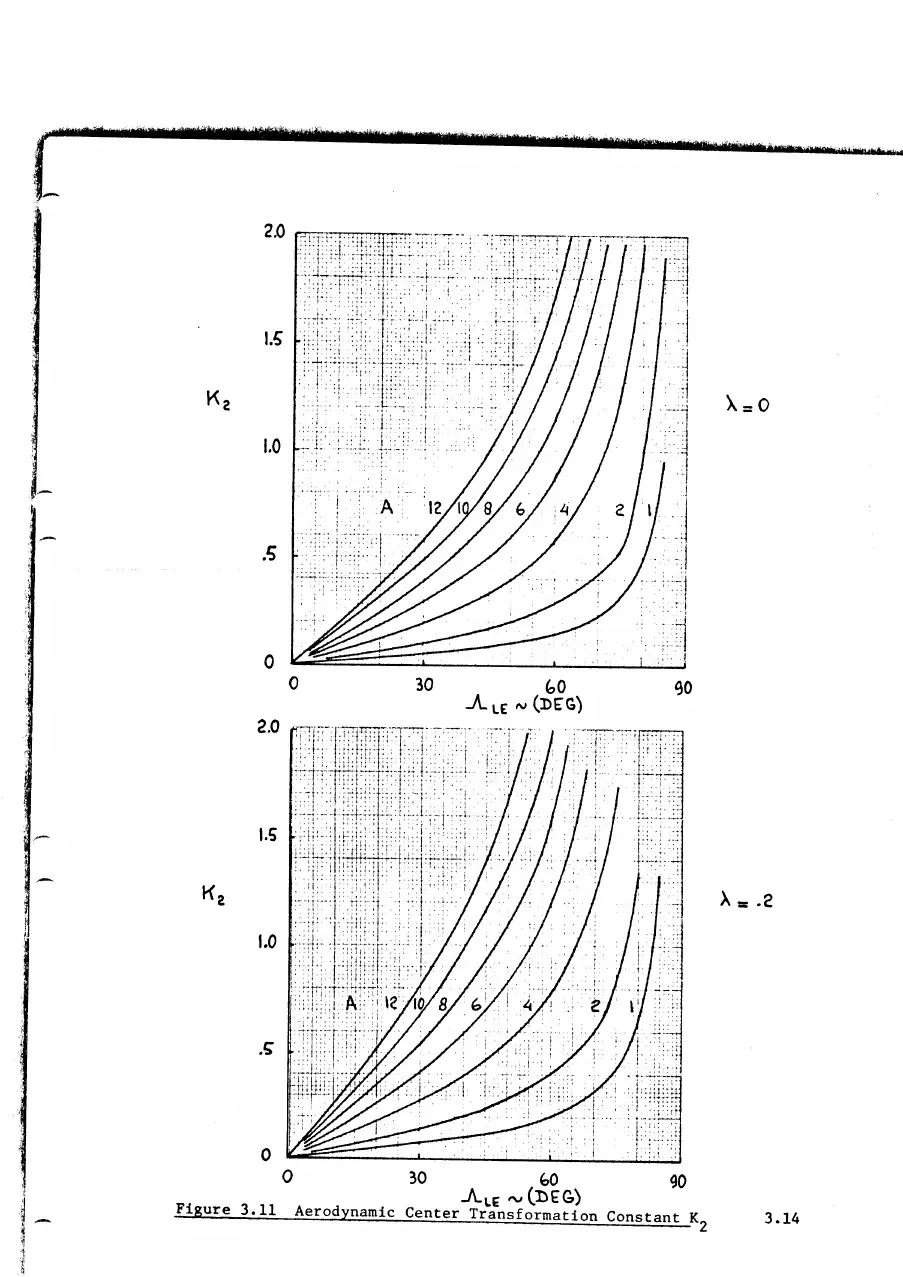 2.0
1.5
K2
λ = 0
1.0
A 12 10 8 6 4 2 1
.5
0
0 30 60 90
Λ LE ~ (DEG)
2.0
1.5
K2
λ = .2
1.0
A 12 10 8 6 4 2 1
.5
0
0 30 60 90
Λ LE ~ (DEG)
Figure 3.11 Aerodynamic Center Transformation Constant K2
3.14